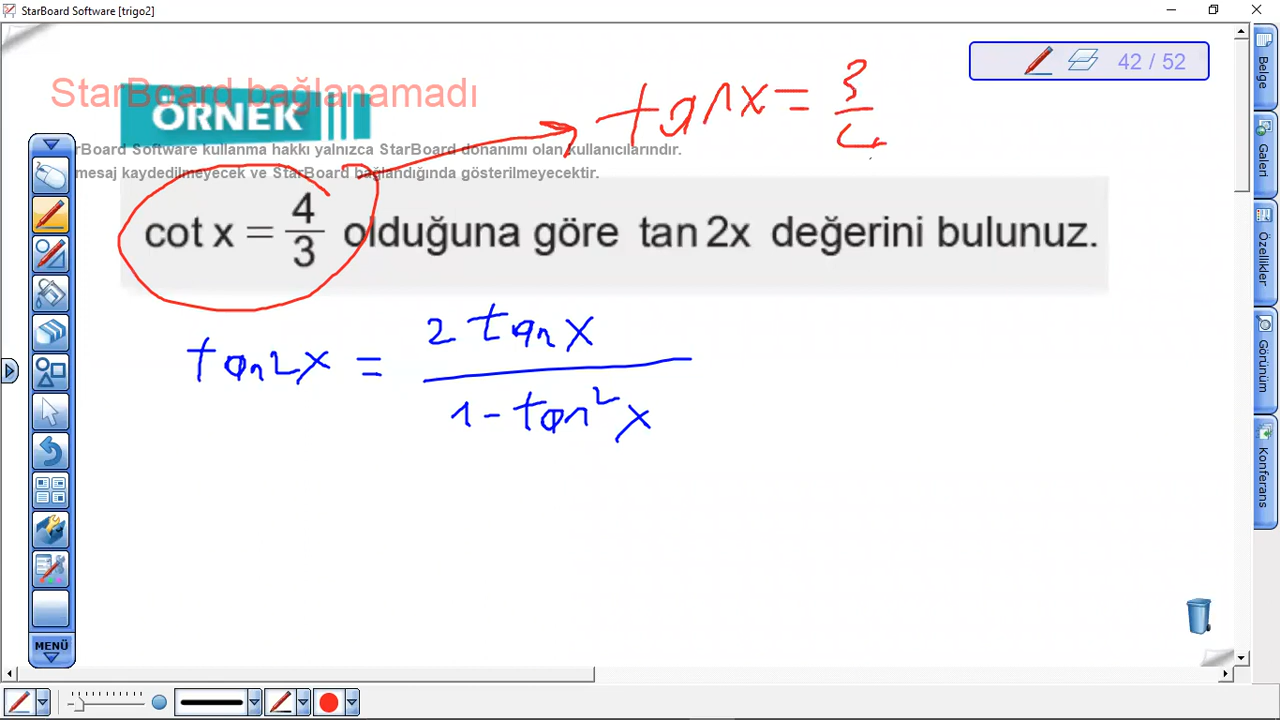 StarBoard Software [trigo2]
42 / 52
StarBoard bağlanamadı
ÖRNEK
tanx = 3/4
rBoard Software kullanma hakkı yalnızca StarBoard donanımı olan kullanıcılarındır.
mesaj kaydedilmeyecek ve StarBoard bağlandığında gösterilmeyecektir.
cot x = 4/3 olduğuna göre tan 2x değerini bulunuz.
tan2x = 2 tanx / 1 - tan²x
MENÜ
Belge
Galeri
Özellikler
Görünüm
Konferans